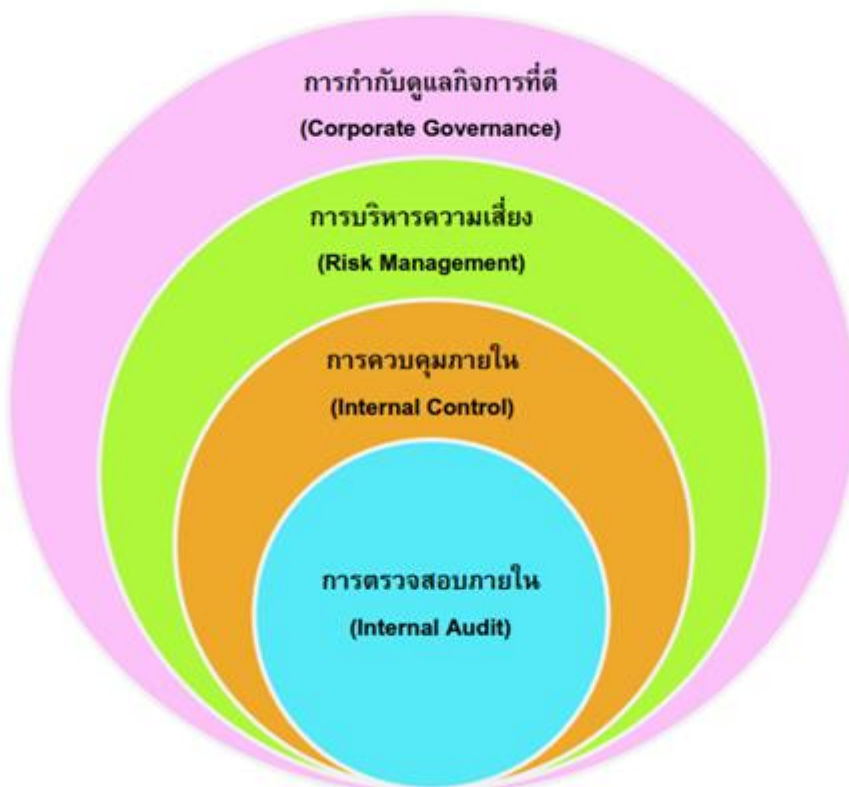 การกำกับดูแลกิจการที่ดี
(Corporate Governance)
การบริหารความเสี่ยง
(Risk Management)
การควบคุมภายใน
(Internal Control)
การตรวจสอบภายใน
(Internal Audit)